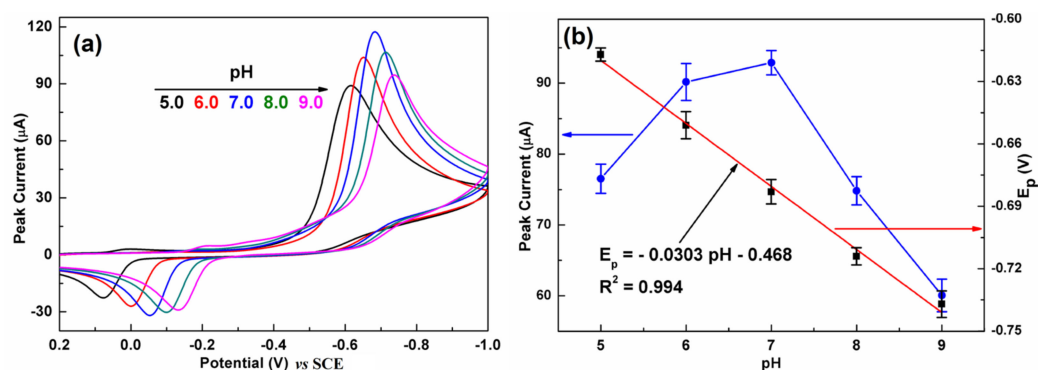 (a)
pH
5.0 6.0 7.0 8.0 9.0
Peak Current (μA)
120
90
60
30
0
-30
0.2 0.0 -0.2 -0.4 -0.6 -0.8 -1.0
Potential (V) vs SCE
(b)
Peak Current (μA)
90
85
80
75
70
65
60
E_p = - 0.0303 pH - 0.468
R² = 0.994
5 6 7 8 9
pH
-0.60
-0.63
-0.66
-0.69
-0.72
-0.75
E_p (V)